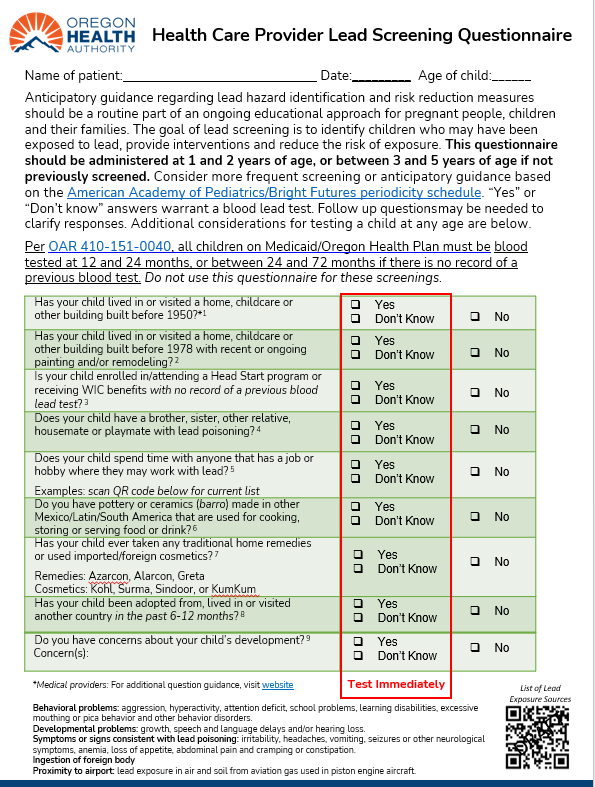 OREGON
HEALTH
AUTHORITY
Health Care Provider Lead Screening Questionnaire
Name of patient:____________________ Date:_________ Age of child:______
Anticipatory guidance regarding lead hazard identification and risk reduction measures
should be a routine part of an ongoing educational approach for pregnant people, children
and their families. The goal of lead screening is to identify children who may have been
exposed to lead, provide interventions and reduce the risk of exposure. This questionnaire
should be administered at 1 and 2 years of age, or between 3 and 5 years of age if not
previously screened. Consider more frequent screening or anticipatory guidance based
on the American Academy of Pediatrics/Bright Futures periodicity schedule. “Yes” or
“Don’t know” answers warrant a blood lead test. Follow up questionsmay be needed to
clarify responses. Additional considerations for testing a child at any age are below.
Per OAR 410-151-0040, all children on Medicaid/Oregon Health Plan must be blood
tested at 12 and 24 months, or between 24 and 72 months if there is no record of a
previous blood test. Do not use this questionnaire for these screenings.
Has your child lived in or visited a home, childcare or
other building built before 1950?*1
❑ Yes
❑ Don’t Know
❑ No
Has your child lived in or visited a home, childcare or
other building built before 1978 with recent or ongoing
painting and/or remodeling? 2
❑ Yes
❑ Don’t Know
❑ No
Is your child enrolled in/attending a Head Start program or
receiving WIC benefits with no record of a previous blood
lead test? 3
❑ Yes
❑ Don’t Know
❑ No
Does your child have a brother, sister, other relative,
housemate or playmate with lead poisoning? 4
❑ Yes
❑ Don’t Know
❑ No
Does your child spend time with anyone that has a job or
hobby where they may work with lead? 5
Examples: scan QR code below for current list
❑ Yes
❑ Don’t Know
❑ No
Do you have pottery or ceramics (barro) made in other
Mexico/Latin/South America that are used for cooking,
storing or serving food or drink? 6
❑ Yes
❑ Don’t Know
❑ No
Has your child ever taken any traditional home remedies
or used imported/foreign cosmetics? 7
Remedies: Azarcon, Alarcon, Greta
Cosmetics: Kohl, Surma, Sindoor, or KumKum
❑ Yes
❑ Don’t Know
❑ No
Has your child been adopted from, lived in or visited
another country in the past 6-12 months? 8
❑ Yes
❑ Don’t Know
❑ No
Do you have concerns about your child’s development? 9
Concern(s):
❑ Yes
❑ Don’t Know
❑ No
*Medical providers: For additional question guidance, visit website
Test Immediately
List of Lead
Exposure Sources
Behavioral problems: aggression, hyperactivity, attention deficit, school problems, learning disabilities, excessive
mouthing or pica behavior and other behavior disorders.
Developmental problems: growth, speech and language delays and/or hearing loss.
Symptoms or signs consistent with lead poisoning: irritability, headaches, vomiting, seizures or other neurological
symptoms, anemia, loss of appetite, abdominal pain and cramping or constipation.
Ingestion of foreign body
Proximity to airport: lead exposure in air and soil from aviation gas used in piston engine aircraft.